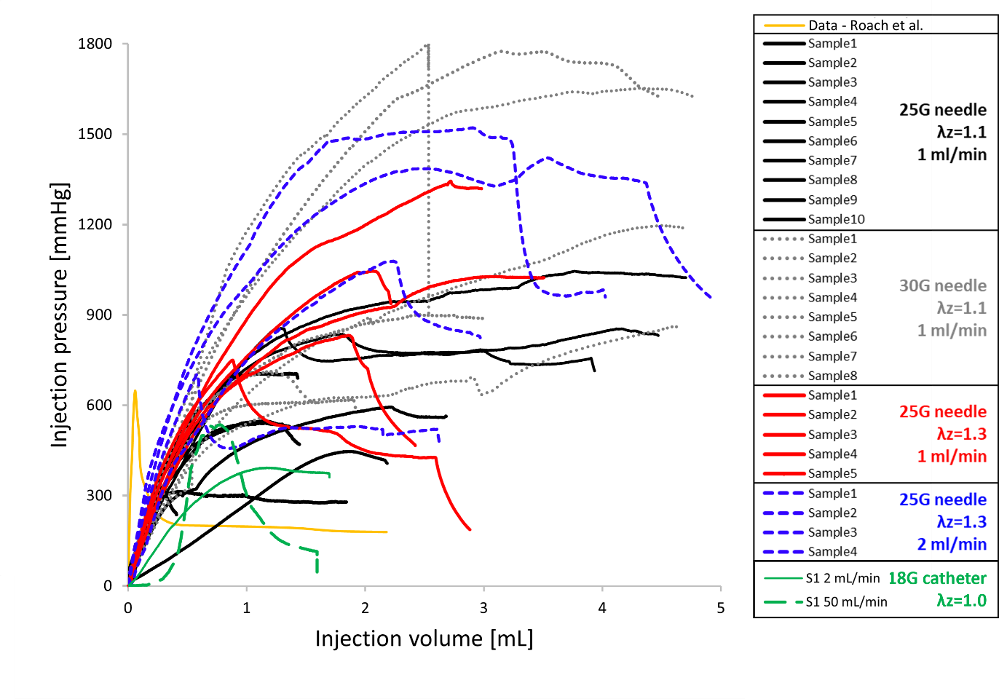 1800
1500
1200
900
600
300
0
0
1
2
3
4
5
Injection pressure [mmHg]
Injection volume [mL]
Data - Roach et al.
Sample1
Sample2
Sample3
Sample4
Sample5
Sample6
Sample7
Sample8
Sample9
Sample10
25G needle
λz=1.1
1 ml/min
Sample1
Sample2
Sample3
Sample4
Sample5
Sample6
Sample7
Sample8
30G needle
λz=1.1
1 ml/min
Sample1
Sample2
Sample3
Sample4
Sample5
25G needle
λz=1.3
1 ml/min
Sample1
Sample2
Sample3
Sample4
25G needle
λz=1.3
2 ml/min
S1 2 mL/min
S1 50 mL/min
18G catheter
λz=1.0